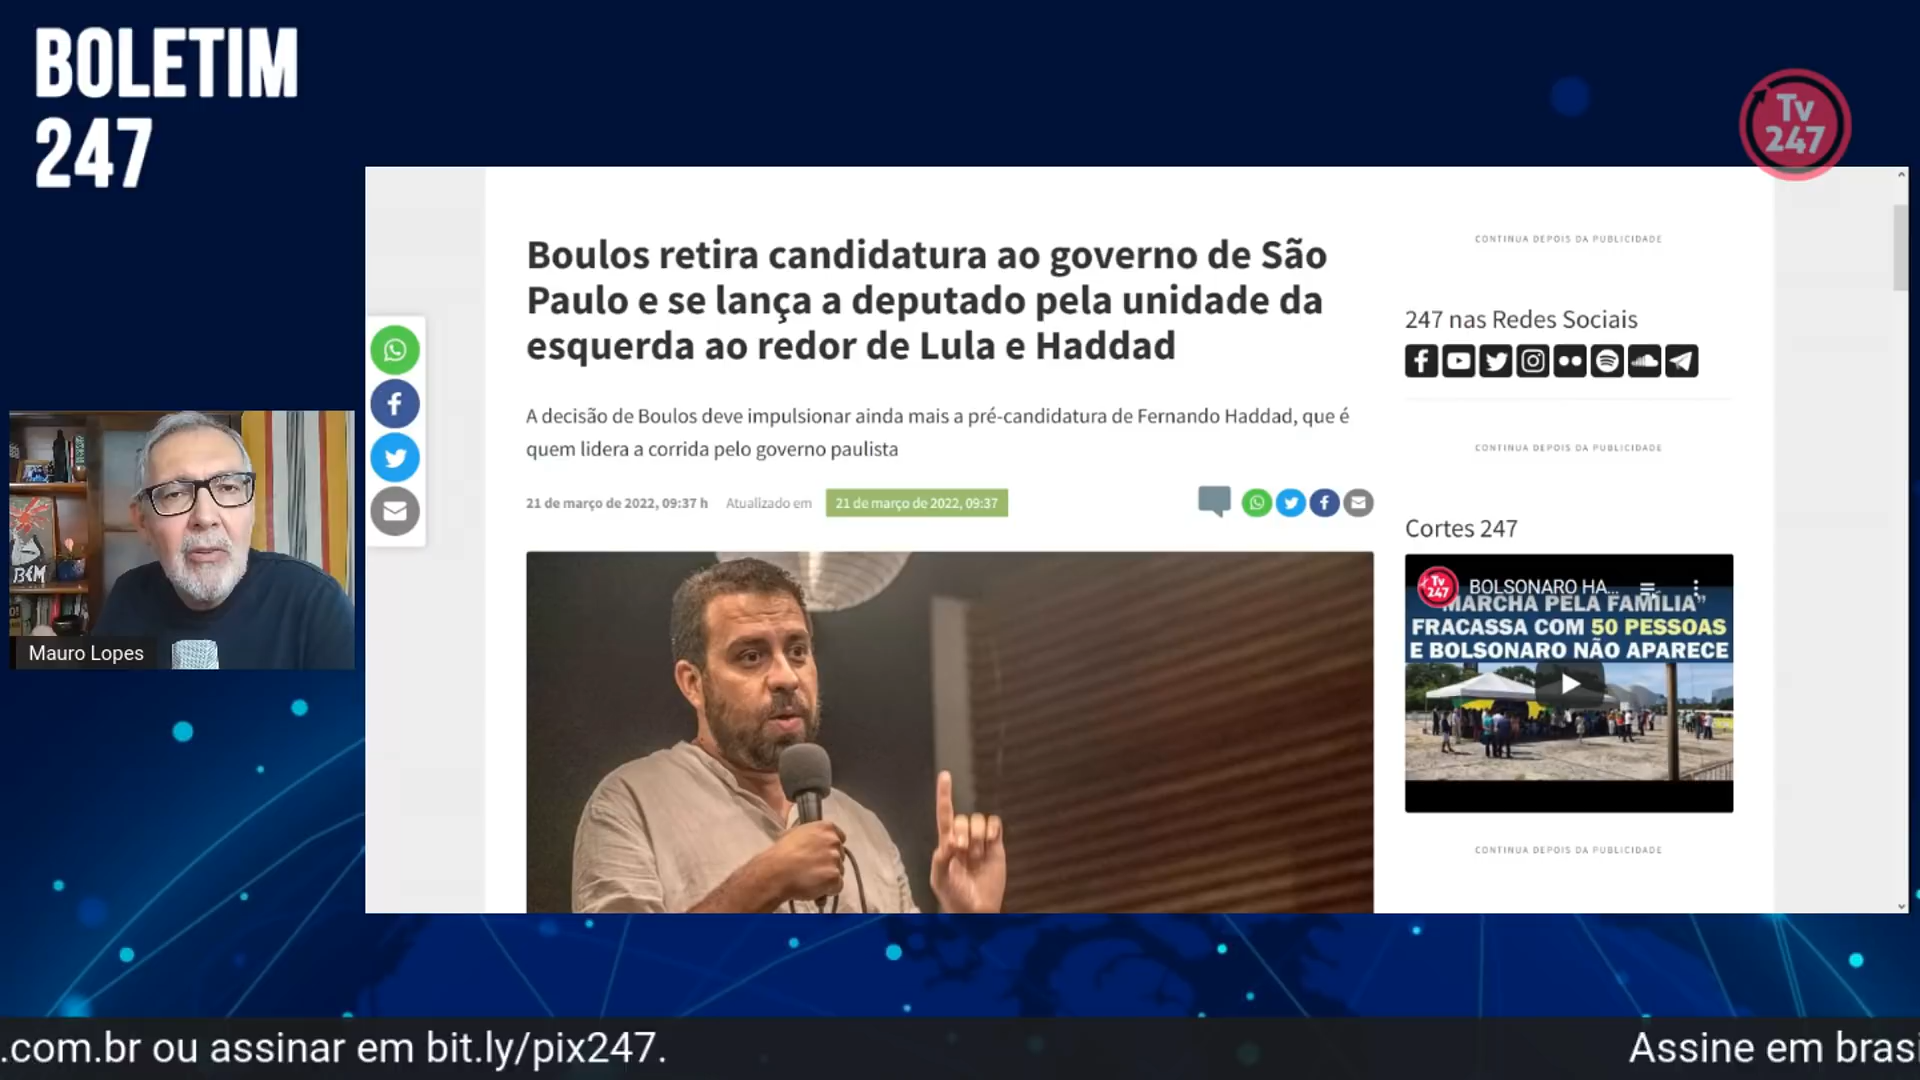 BOLETIM
247
Tv
247
Boulos retira candidatura ao governo de São
Paulo e se lança a deputado pela unidade da
esquerda ao redor de Lula e Haddad
A decisão de Boulos deve impulsionar ainda mais a pré-candidatura de Fernando Haddad, que é
quem lidera a corrida pelo governo paulista
21 de março de 2022, 09:37 h Atualizado em 21 de março de 2022, 09:37
CONTINUA DEPOIS DA PUBLICIDADE
247 nas Redes Sociais
CONTINUA DEPOIS DA PUBLICIDADE
Cortes 247
Tv
247
BOLSONARO HA...
"MARCHA PELA FAMÍLIA"
FRACASSA COM 50 PESSOAS
E BOLSONARO NÃO APARECE
CONTINUA DEPOIS DA PUBLICIDADE
BEM
Mauro Lopes
.com.br ou assinar em bit.ly/pix247.
Assine em brasi